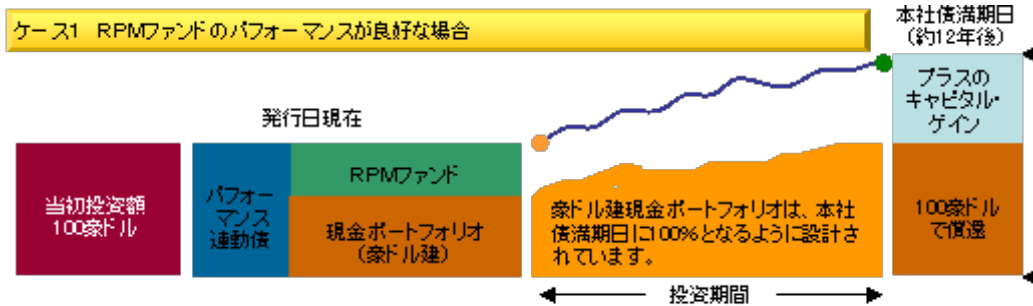 ケース1 RPMファンドのパフォーマンスが良好な場合
本社債満期日
(約12年後)
発行日現在
当初投資額
100豪ドル
パフォー
マンス
連動債
RPMファンド
現金ポートフォリオ
(豪ドル建)
豪ドル建現金ポートフォリオは、本社
債満期日に100%となるように設計さ
れています。
プラスの
キャピタル・
ゲイン
100豪ドル
で償還
投資期間